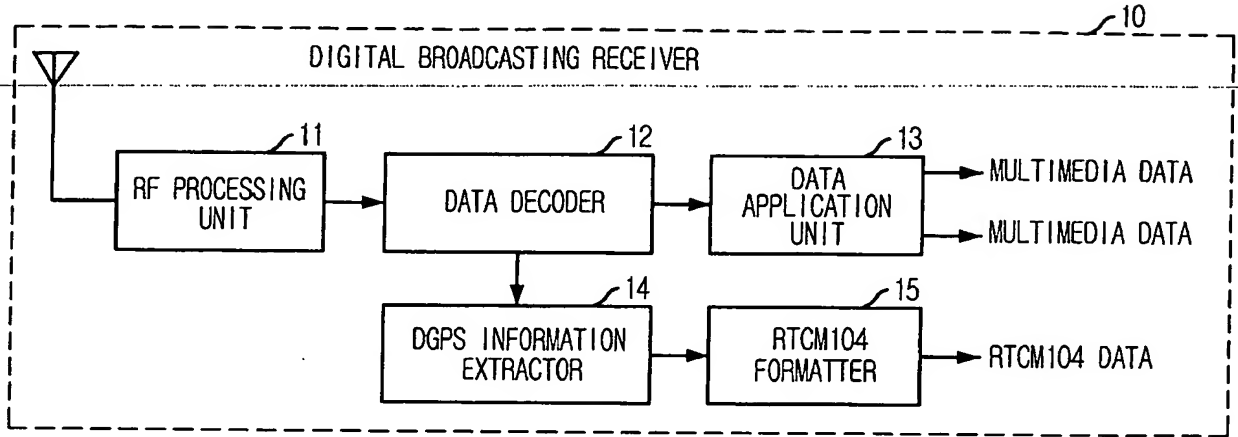 10
DIGITAL BROADCASTING RECEIVER
11
RF PROCESSING
UNIT
12
DATA DECODER
13
DATA
APPLICATION
UNIT
MULTIMEDIA DATA
MULTIMEDIA DATA
14
DGPS INFORMATION
EXTRACTOR
15
RTCM104
FORMATTER
RTCM104 DATA